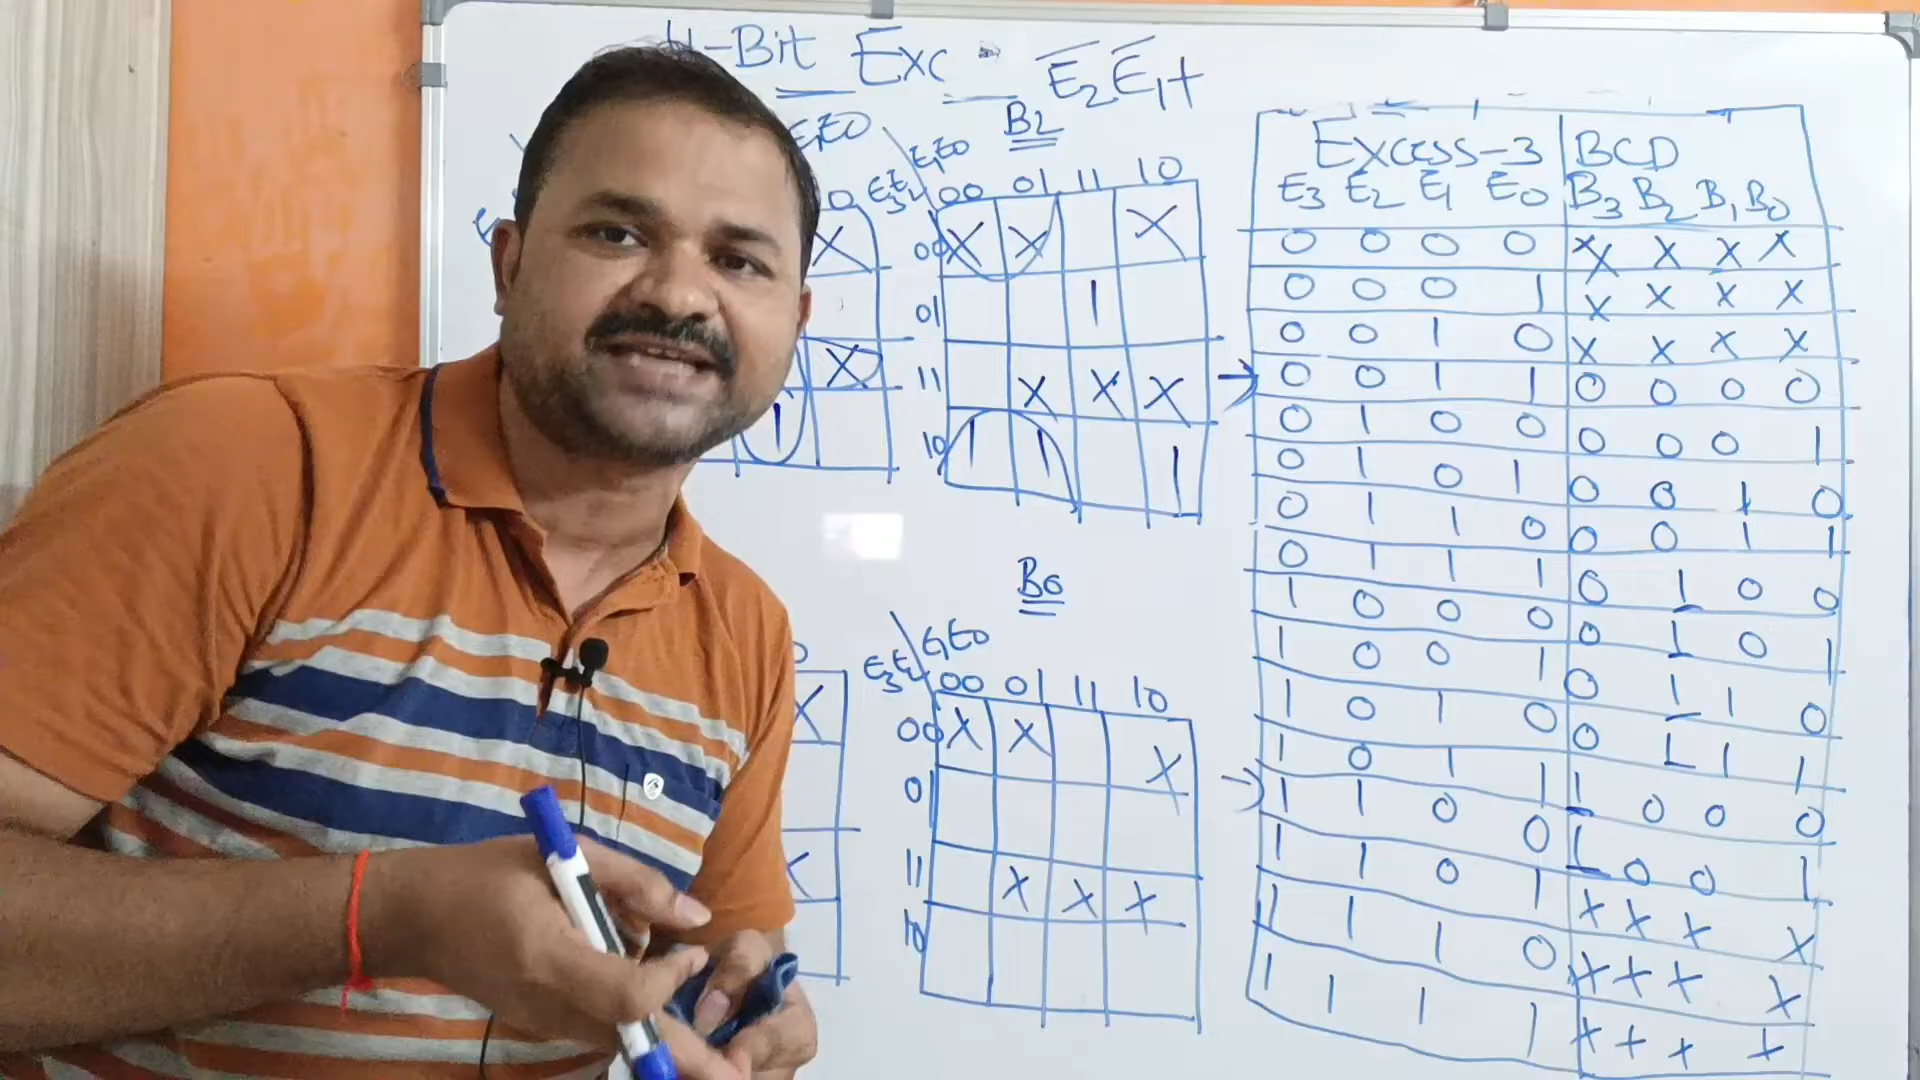 4-Bit Exc
E̅2E̅1+
B2
E1E0
E1E0
E3E2
00 01 11 10
00 X X X
01 1
11 X X X
10 1 1 1
X
X
1
B0
E1E0
E3E2
00 01 11 10
00 X X X
01
11 X X X
10
X
X
Excess-3 BCD
E3 E2 E1 E0 B3 B2 B1 B0
0 0 0 0 X X X X
0 0 0 1 X X X X
0 0 1 0 X X X X
→ 0 0 1 1 0 0 0 0
0 1 0 0 0 0 0 1
0 1 0 1 0 0 1 0
0 1 1 0 0 0 1 1
0 1 1 1 0 1 0 0
1 0 0 0 0 1 0 1
1 0 0 1 0 1 1 0
1 0 1 0 0 1 1 1
1 0 1 1 1 0 0 0
→ 1 1 0 0 1 0 0 1
1 1 0 1 X X X X
1 1 1 0 X X X X
1 1 1 1 X X X X